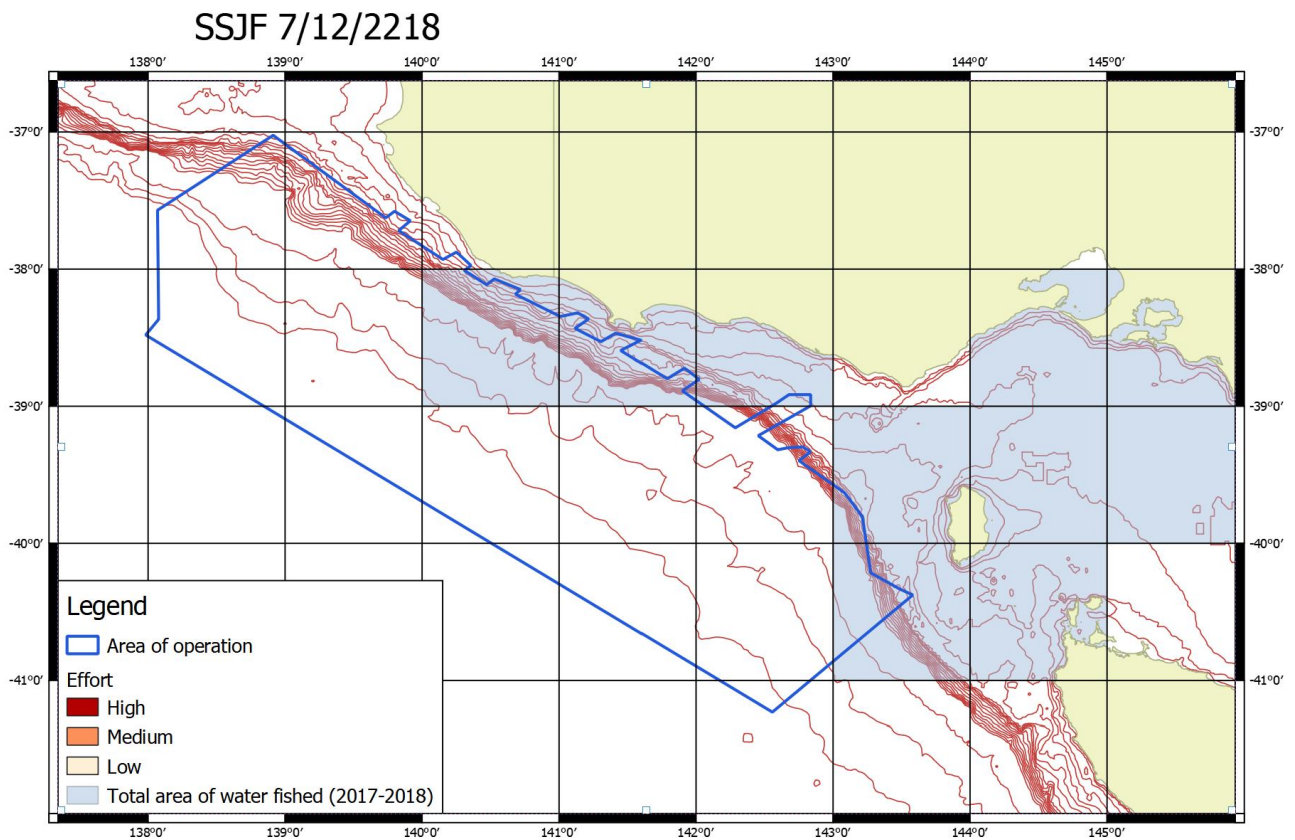 SSJF 7/12/2218
138°0' 139°0' 140°0' 141°0' 142°0' 143°0' 144°0' 145°0'
-37°0' -37°0'
-38°0' -38°0'
-39°0' -39°0'
-40°0' -40°0'
-41°0' -41°0'
Legend
Area of operation
Effort
High
Medium
Low
Total area of water fished (2017-2018)
138°0' 139°0' 140°0' 141°0' 142°0' 143°0' 144°0' 145°0'